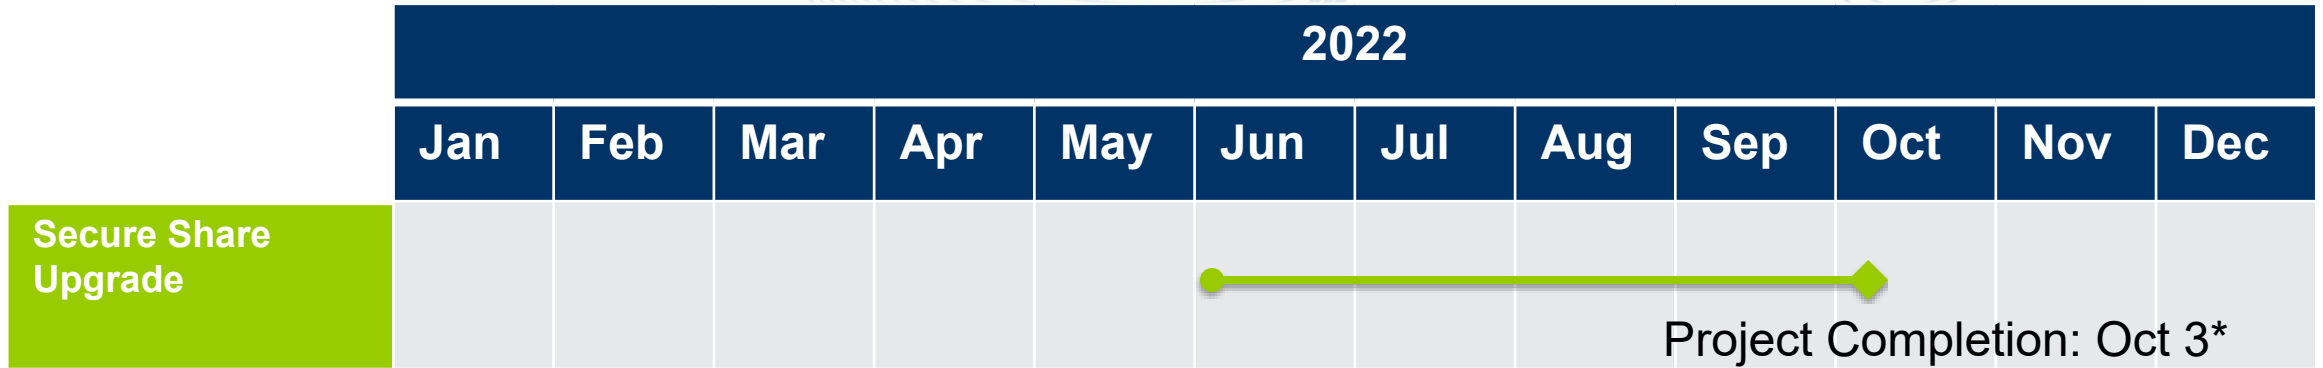 2022
Jan Feb Mar Apr May Jun Jul Aug Sep Oct Nov Dec
Secure Share
Upgrade
Project Completion: Oct 3*